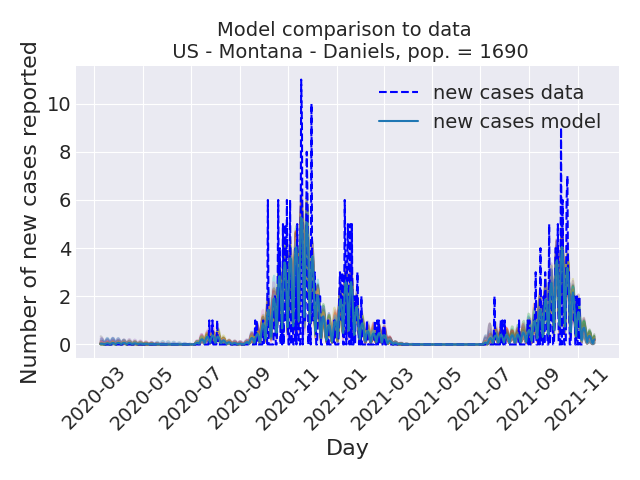 Model comparison to data
US - Montana - Daniels, pop. = 1690
Number of new cases reported
10
8
6
4
2
0
new cases data
new cases model
2020-03
2020-05
2020-07
2020-09
2020-11
2021-01
2021-03
2021-05
2021-07
2021-09
2021-11
Day